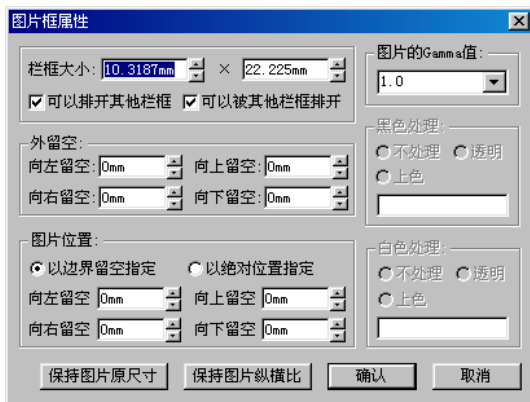 图片框属性
栏框大小: 10.3187mm × 22.225mm
可以排开其他栏框 可以被其他栏框排开
外留空:
向左留空: 0mm 向上留空: 0mm
向右留空: 0mm 向下留空: 0mm
图片位置:
以边界留空指定 以绝对位置指定
向左留空 0mm 向上留空 0mm
向右留空 0mm 向下留空 0mm
图片的Gamma值:
1.0
黑色处理:
不处理 透明
上色
白色处理:
不处理 透明
上色
保持图片原尺寸 保持图片纵横比 确认 取消